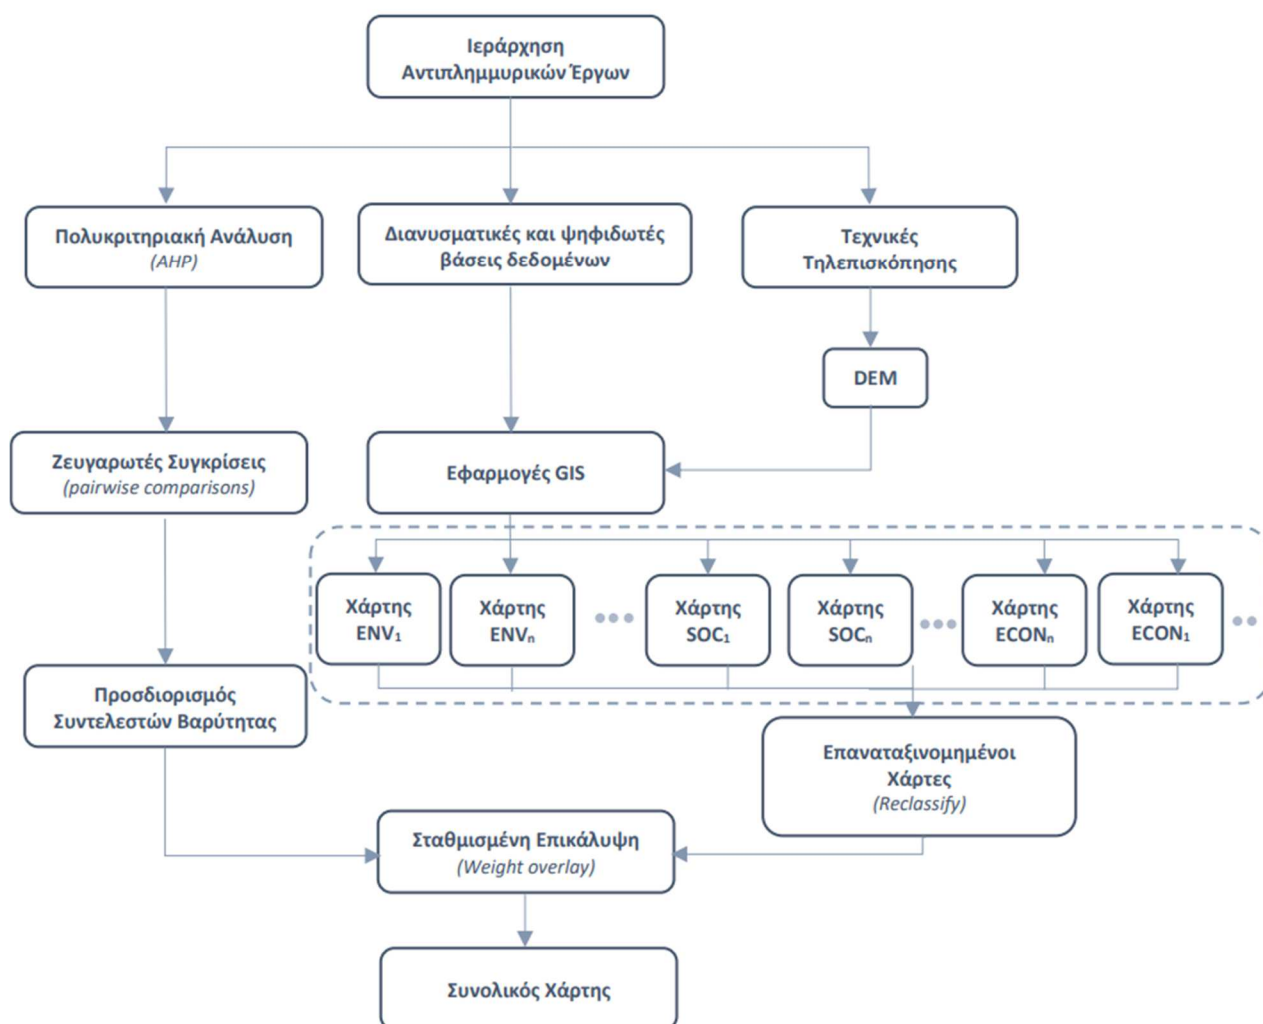 Ιεράρχηση
Αντιπλημμυρικών Έργων
Πολυκριτηριακή Ανάλυση
(AHP)
Διανυσματικές και ψηφιδωτές
βάσεις δεδομένων
Τεχνικές
Τηλεπισκόπησης
DEM
Ζευγαρωτές Συγκρίσεις
(pairwise comparisons)
Εφαρμογές GIS
Χάρτης
ENV₁
Χάρτης
ENVₙ
Χάρτης
SOC₁
Χάρτης
SOCₙ
Χάρτης
ECONₙ
Χάρτης
ECON₁
Προσδιορισμός
Συντελεστών Βαρύτητας
Επαναταξινομημένοι
Χάρτες
(Reclassify)
Σταθμισμένη Επικάλυψη
(Weight overlay)
Συνολικός Χάρτης